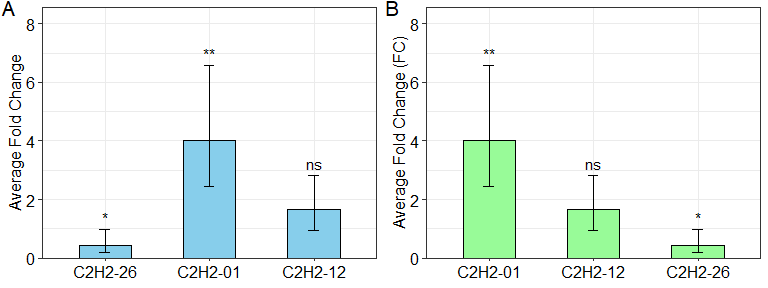 A
Average Fold Change
8
6
4
2
0
*
**
ns
C2H2-26
C2H2-01
C2H2-12
B
Average Fold Change (FC)
8
6
4
2
0
**
ns
*
C2H2-01
C2H2-12
C2H2-26